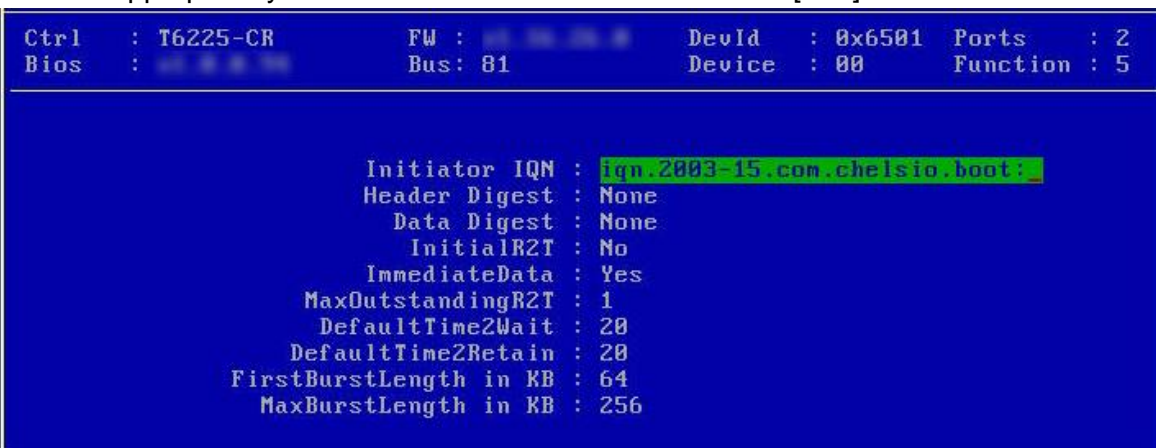 Ctrl : T6225-CR FW : DevId : 0x6501 Ports : 2
Bios : Bus: 81 Device : 00 Function : 5
Initiator IQN : iqn.2003-15.com.chelsio.boot:_
Header Digest : None
Data Digest : None
InitialR2T : No
ImmediateData : Yes
MaxOutstandingR2T : 1
DefaultTime2Wait : 20
DefaultTime2Retain : 20
FirstBurstLength in KB : 64
MaxBurstLength in KB : 256